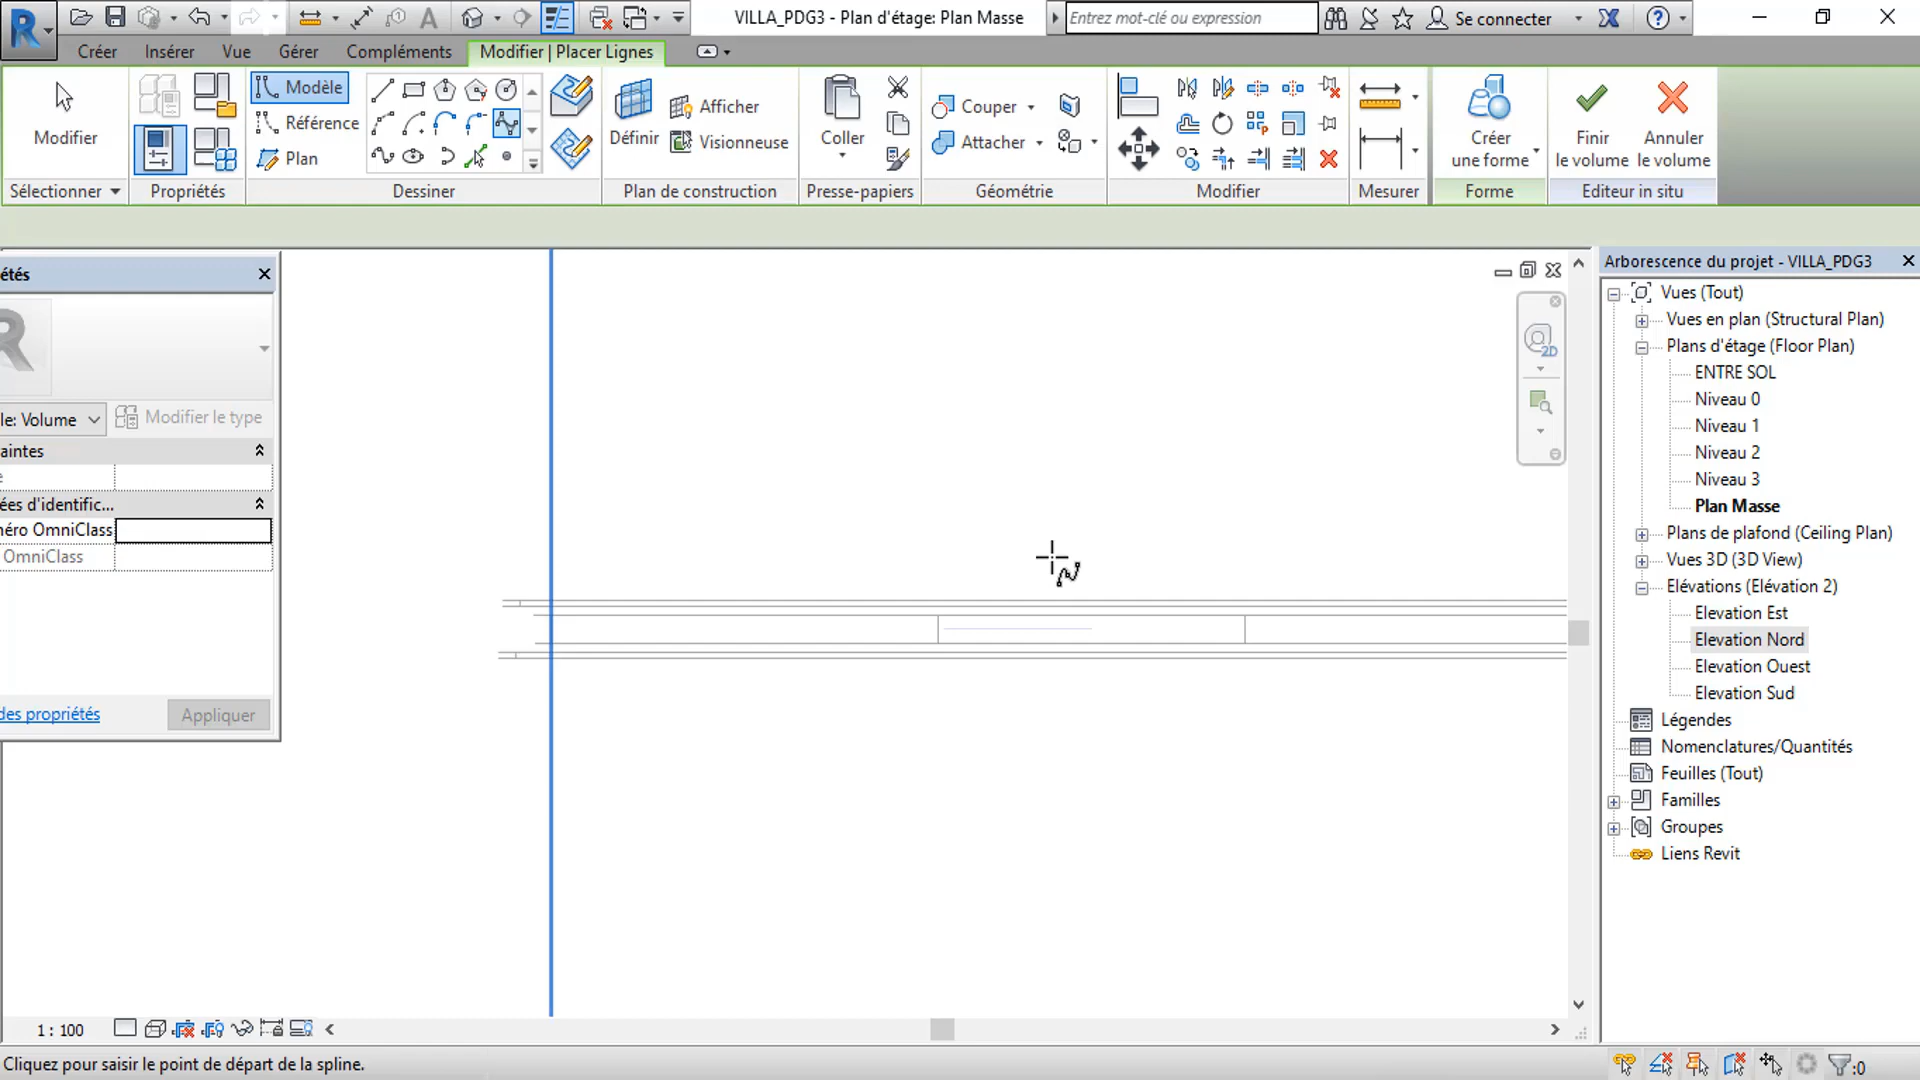 VILLA_PDG3 - Plan d'étage: Plan Masse
Entrez mot-clé ou expression
Se connecter
Créer Insérer Vue Gérer Compléments Modifier | Placer Lignes
Modifier
Modèle
Référence
Plan
Définir
Afficher
Visionneuse
Coller
Couper
Attacher
Créer
une forme
Finir
le volume
Annuler
le volume
Sélectionner Propriétés Dessiner Plan de construction Presse-papiers Géométrie Modifier Mesurer Forme Editeur in situ
étés
R
le: Volume
Modifier le type
aintes
e
ées d'identific...
néro OmniClass
OmniClass
des propriétés
Appliquer
2D
Arborescence du projet - VILLA_PDG3
Vues (Tout)
Vues en plan (Structural Plan)
Plans d'étage (Floor Plan)
ENTRE SOL
Niveau 0
Niveau 1
Niveau 2
Niveau 3
Plan Masse
Plans de plafond (Ceiling Plan)
Vues 3D (3D View)
Elévations (Elévation 2)
Elevation Est
Elevation Nord
Elevation Ouest
Elevation Sud
Légendes
Nomenclatures/Quantités
Feuilles (Tout)
Familles
Groupes
Liens Revit
1 : 100
Cliquez pour saisir le point de départ de la spline.
:0